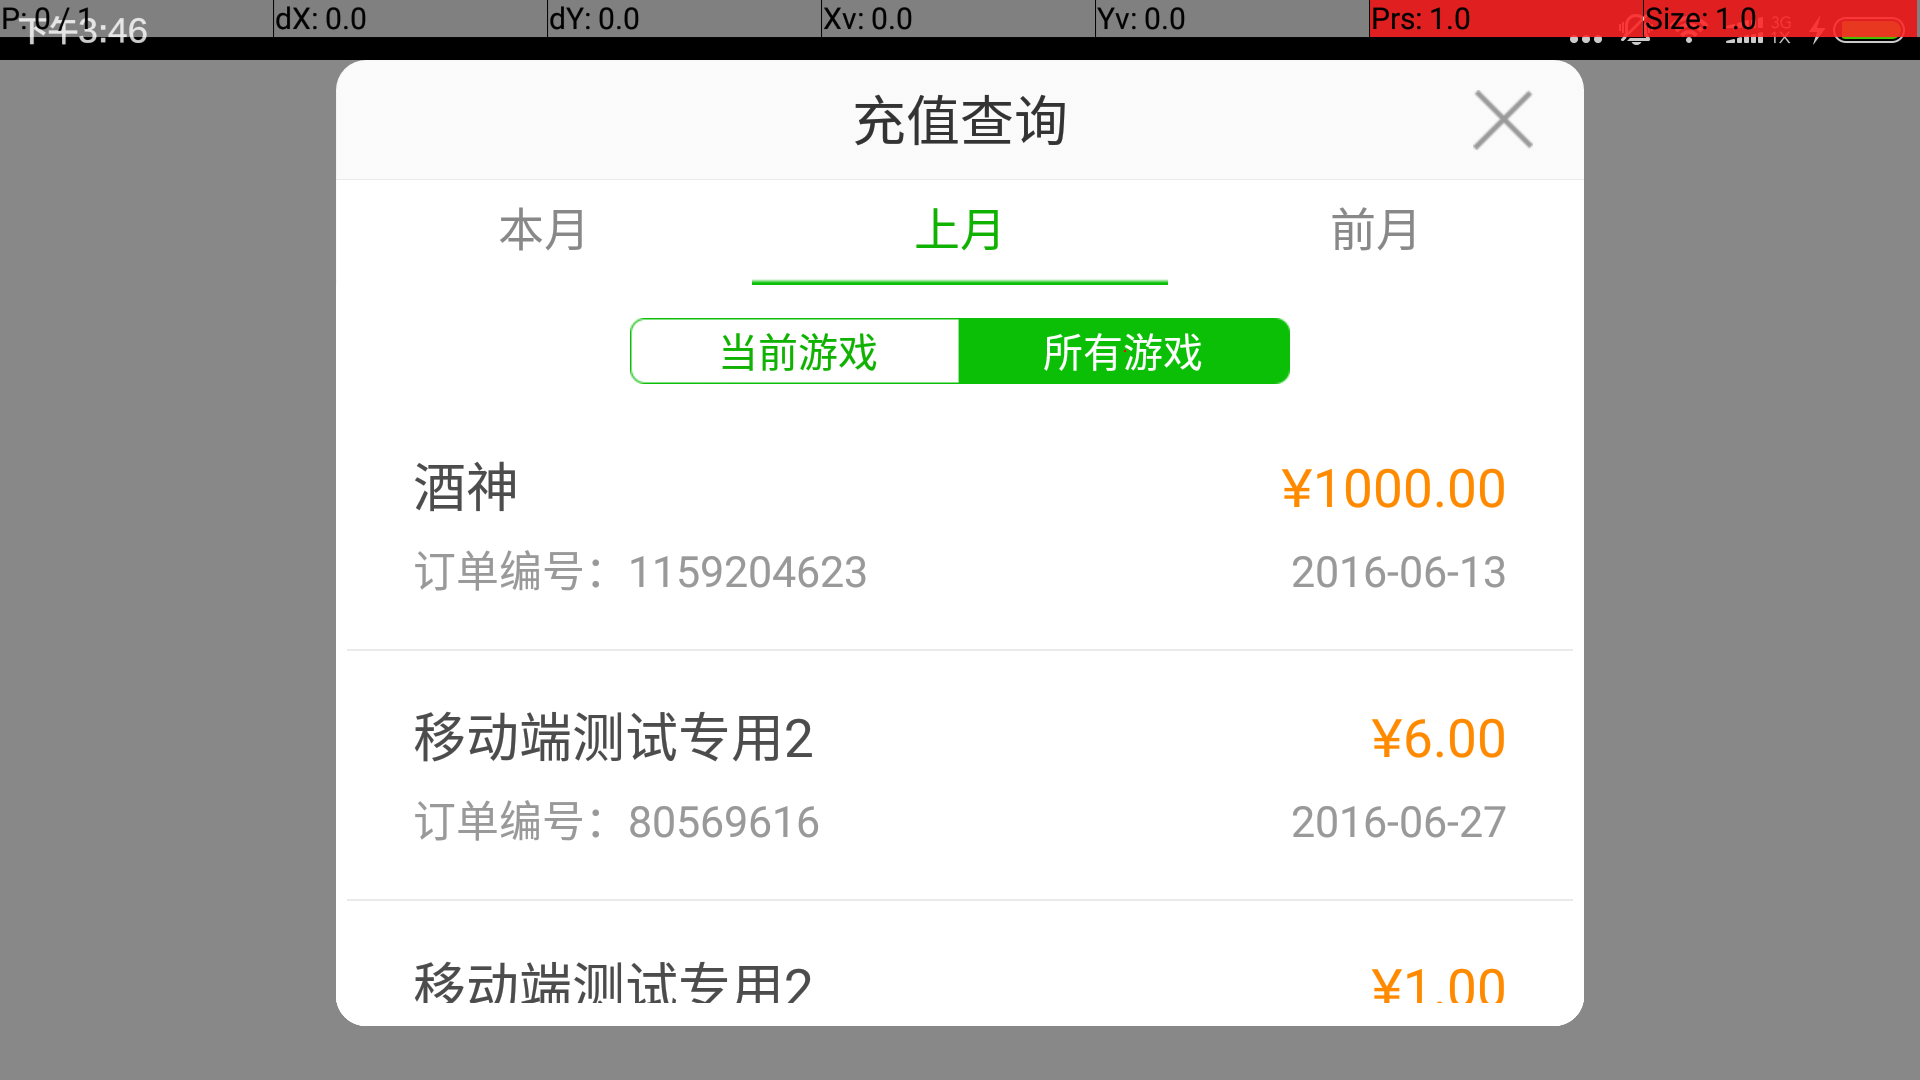 P: 0 / 1 dX: 0.0 dY: 0.0 Xv: 0.0 Yv: 0.0 Prs: 1.0 Size: 1.0
下午3:46 3G 1X
充值查询
本月 上月 前月
当前游戏 所有游戏
酒神 ¥1000.00
订单编号：1159204623 2016-06-13
移动端测试专用2 ¥6.00
订单编号：80569616 2016-06-27
移动端测试专用2 ¥1.00